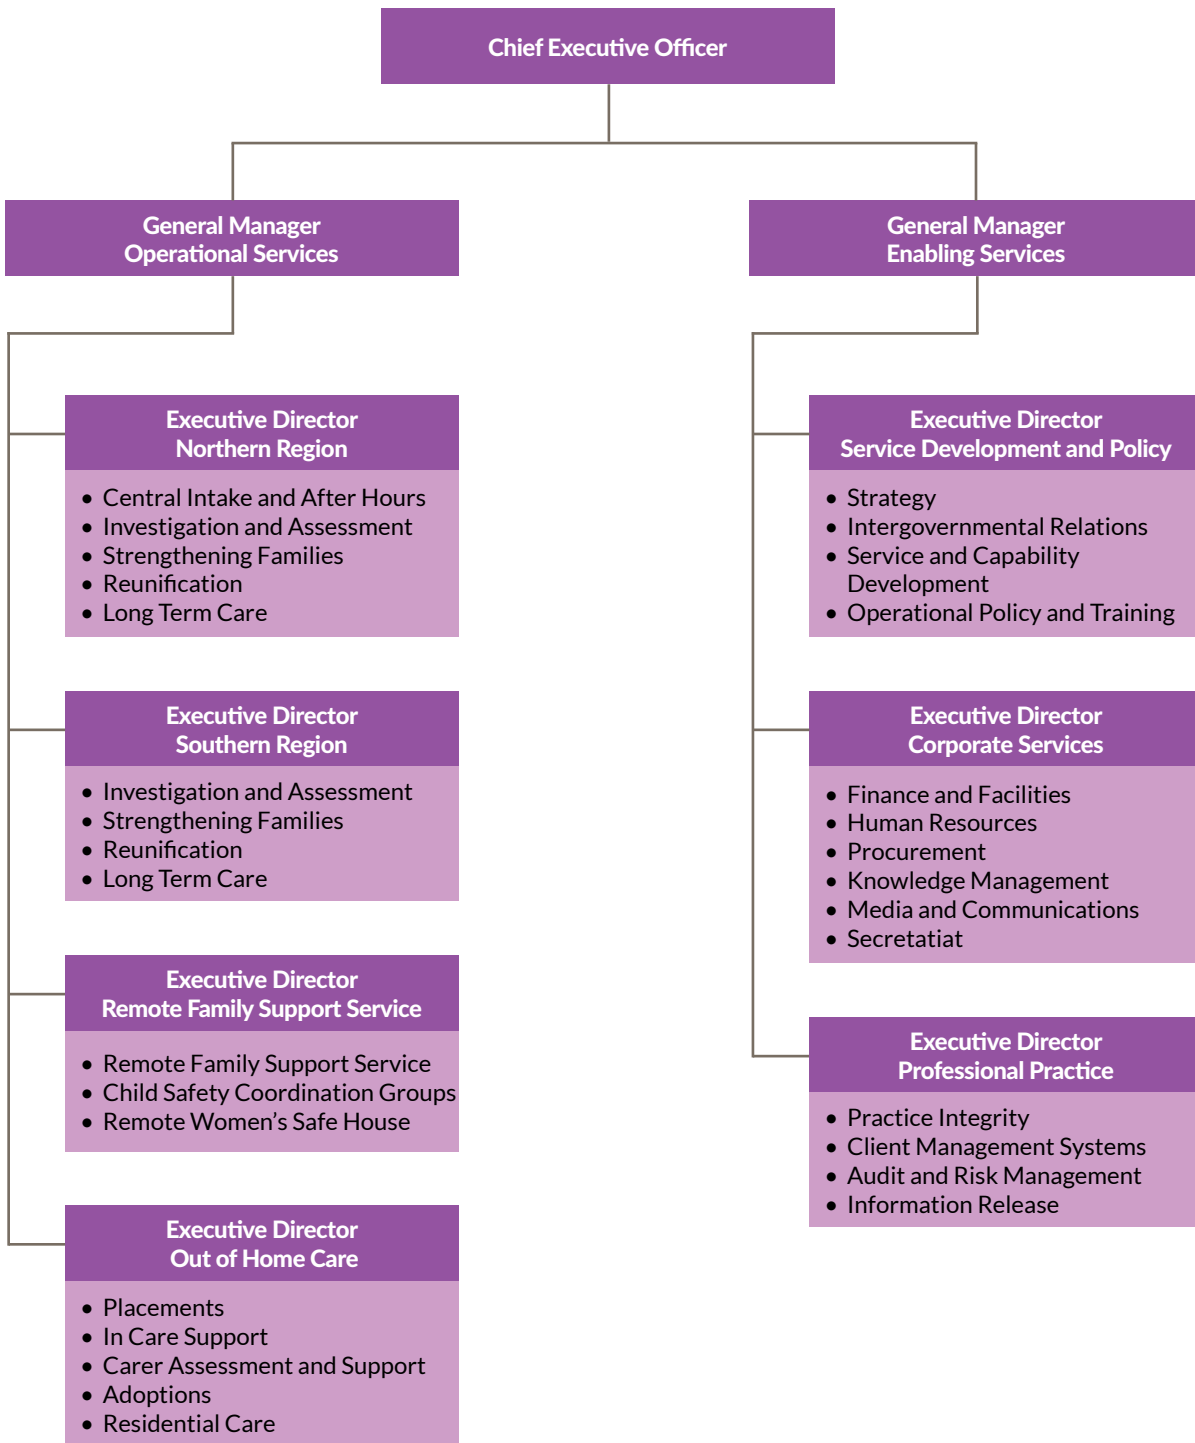 Chief Executive Officer
General Manager
Operational Services
Executive Director
Northern Region
• Central Intake and After Hours
• Investigation and Assessment
• Strengthening Families
• Reunification
• Long Term Care
Executive Director
Southern Region
• Investigation and Assessment
• Strengthening Families
• Reunification
• Long Term Care
Executive Director
Remote Family Support Service
• Remote Family Support Service
• Child Safety Coordination Groups
• Remote Women’s Safe House
Executive Director
Out of Home Care
• Placements
• In Care Support
• Carer Assessment and Support
• Adoptions
• Residential Care
General Manager
Enabling Services
Executive Director
Service Development and Policy
• Strategy
• Intergovernmental Relations
• Service and Capability
Development
• Operational Policy and Training
Executive Director
Corporate Services
• Finance and Facilities
• Human Resources
• Procurement
• Knowledge Management
• Media and Communications
• Secretatiat
Executive Director
Professional Practice
• Practice Integrity
• Client Management Systems
• Audit and Risk Management
• Information Release